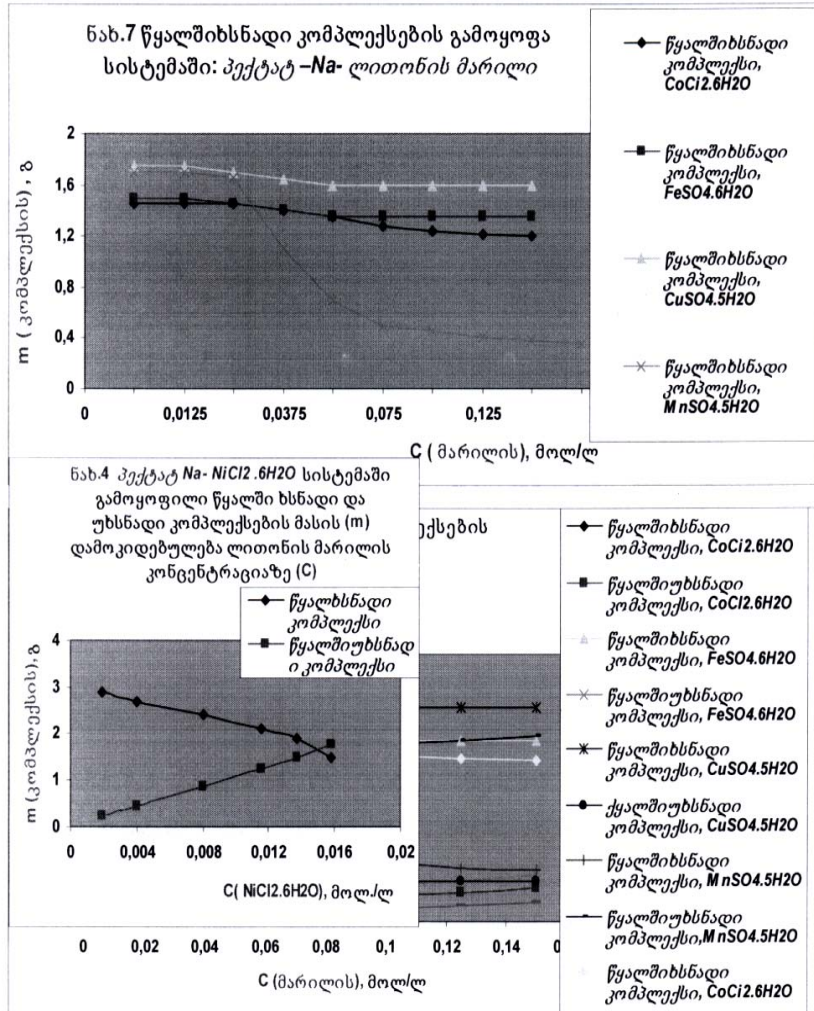 ნახ.7 წყალშიხსნადი კომპლექსების გამოყოფა
სისტემაში: პექტატ –Na- ლითონის მარილი
m ( კომპლექსის) , გ
2
1,6
1,2
0,8
0,4
0
0
0,0125
0,0375
0,075
0,125
C ( მარილის), მოლ/ლ
წყალშიხსნადი
კომპლექსი,
CoCi2.6H2O
წყალშიხსნადი
კომპლექსი,
FeSO4.6H2O
წყალშიხსნადი
კომპლექსი,
CuSO4.5H2O
წყალშიხსნადი
კომპლექსი,
MnSO4.5H2O
ნახ.4 პექტატ Na- NiCl2 .6H2O სისტემაში
გამოყოფილი წყალში ხსნადი და
უხსნადი კომპლექსების მასის (m)
დამოკიდებულება ლითონის მარილის
კონცენტრაციაზე (C)
წყალხსნადი
კომპლექსი
წყალშიუხსნად
ი კომპლექსი
m (კომპლექსის), გ
4
3
2
1
0
0
0,004
0,008
0,012
0,016
0,02
C( NiCl2.6H2O), მოლ./ლ
ექსების
0
0,02
0,04
0,06
0,08
0,1
0,12
0,14
C (მარილის), მოლ/ლ
წყალშიხსნადი
კომპლექსი, CoCi2.6H2O
წყალშიუხსნადი
კომპლექსი, CoCl2.6H2O
წყალშიხსნადი
კომპლექსი, FeSO4.6H2O
წყალშიუხსნადი
კომპლექსი, FeSO4.6H2O
წყალშიხსნადი
კომპლექსი, CuSO4.5H2O
ქყალშიუხსნადი
კომპლექსი, CuSO4.5H2O
წყალშიხსნადი
კომპლექსი, MnSO4.5H2O
წყალშიუხსნადი
კომპლექსი,MnSO4.5H2O
წყალშიხსნადი
კომპლექსი, CoCi2.6H2O